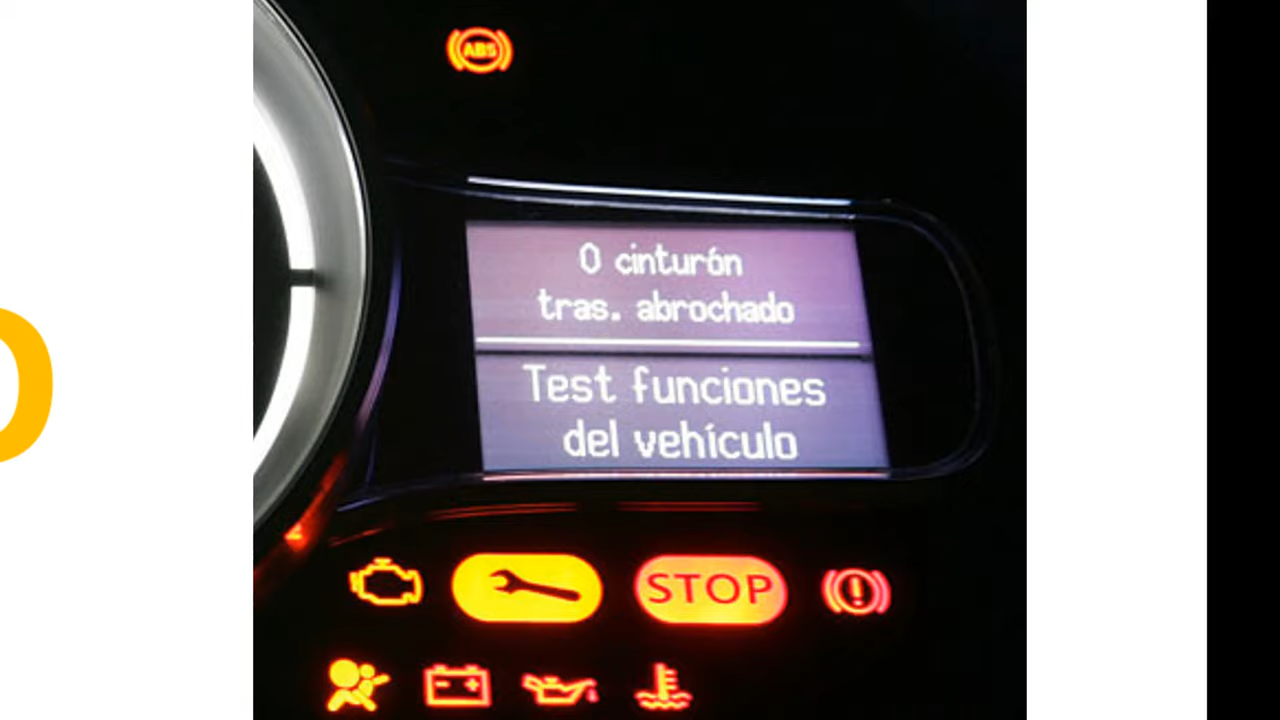 ABS
0 cinturón
tras. abrochado
Test funciones
del vehículo
STOP